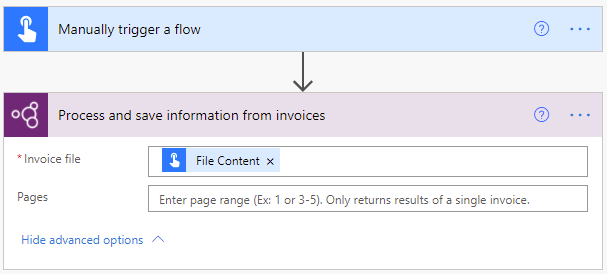 Manually trigger a flow
Process and save information from invoices
* Invoice file
File Content ×
Pages
Enter page range (Ex: 1 or 3-5). Only returns results of a single invoice.
Hide advanced options